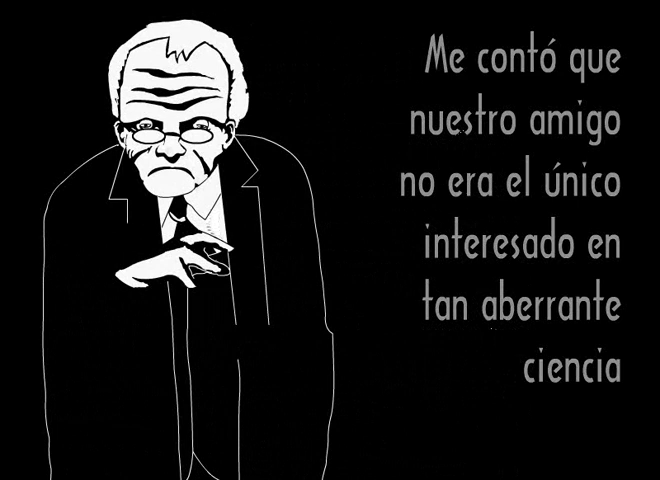 Me contó que
nuestro amigo
no era el único
interesado en
tan aberrante
ciencia